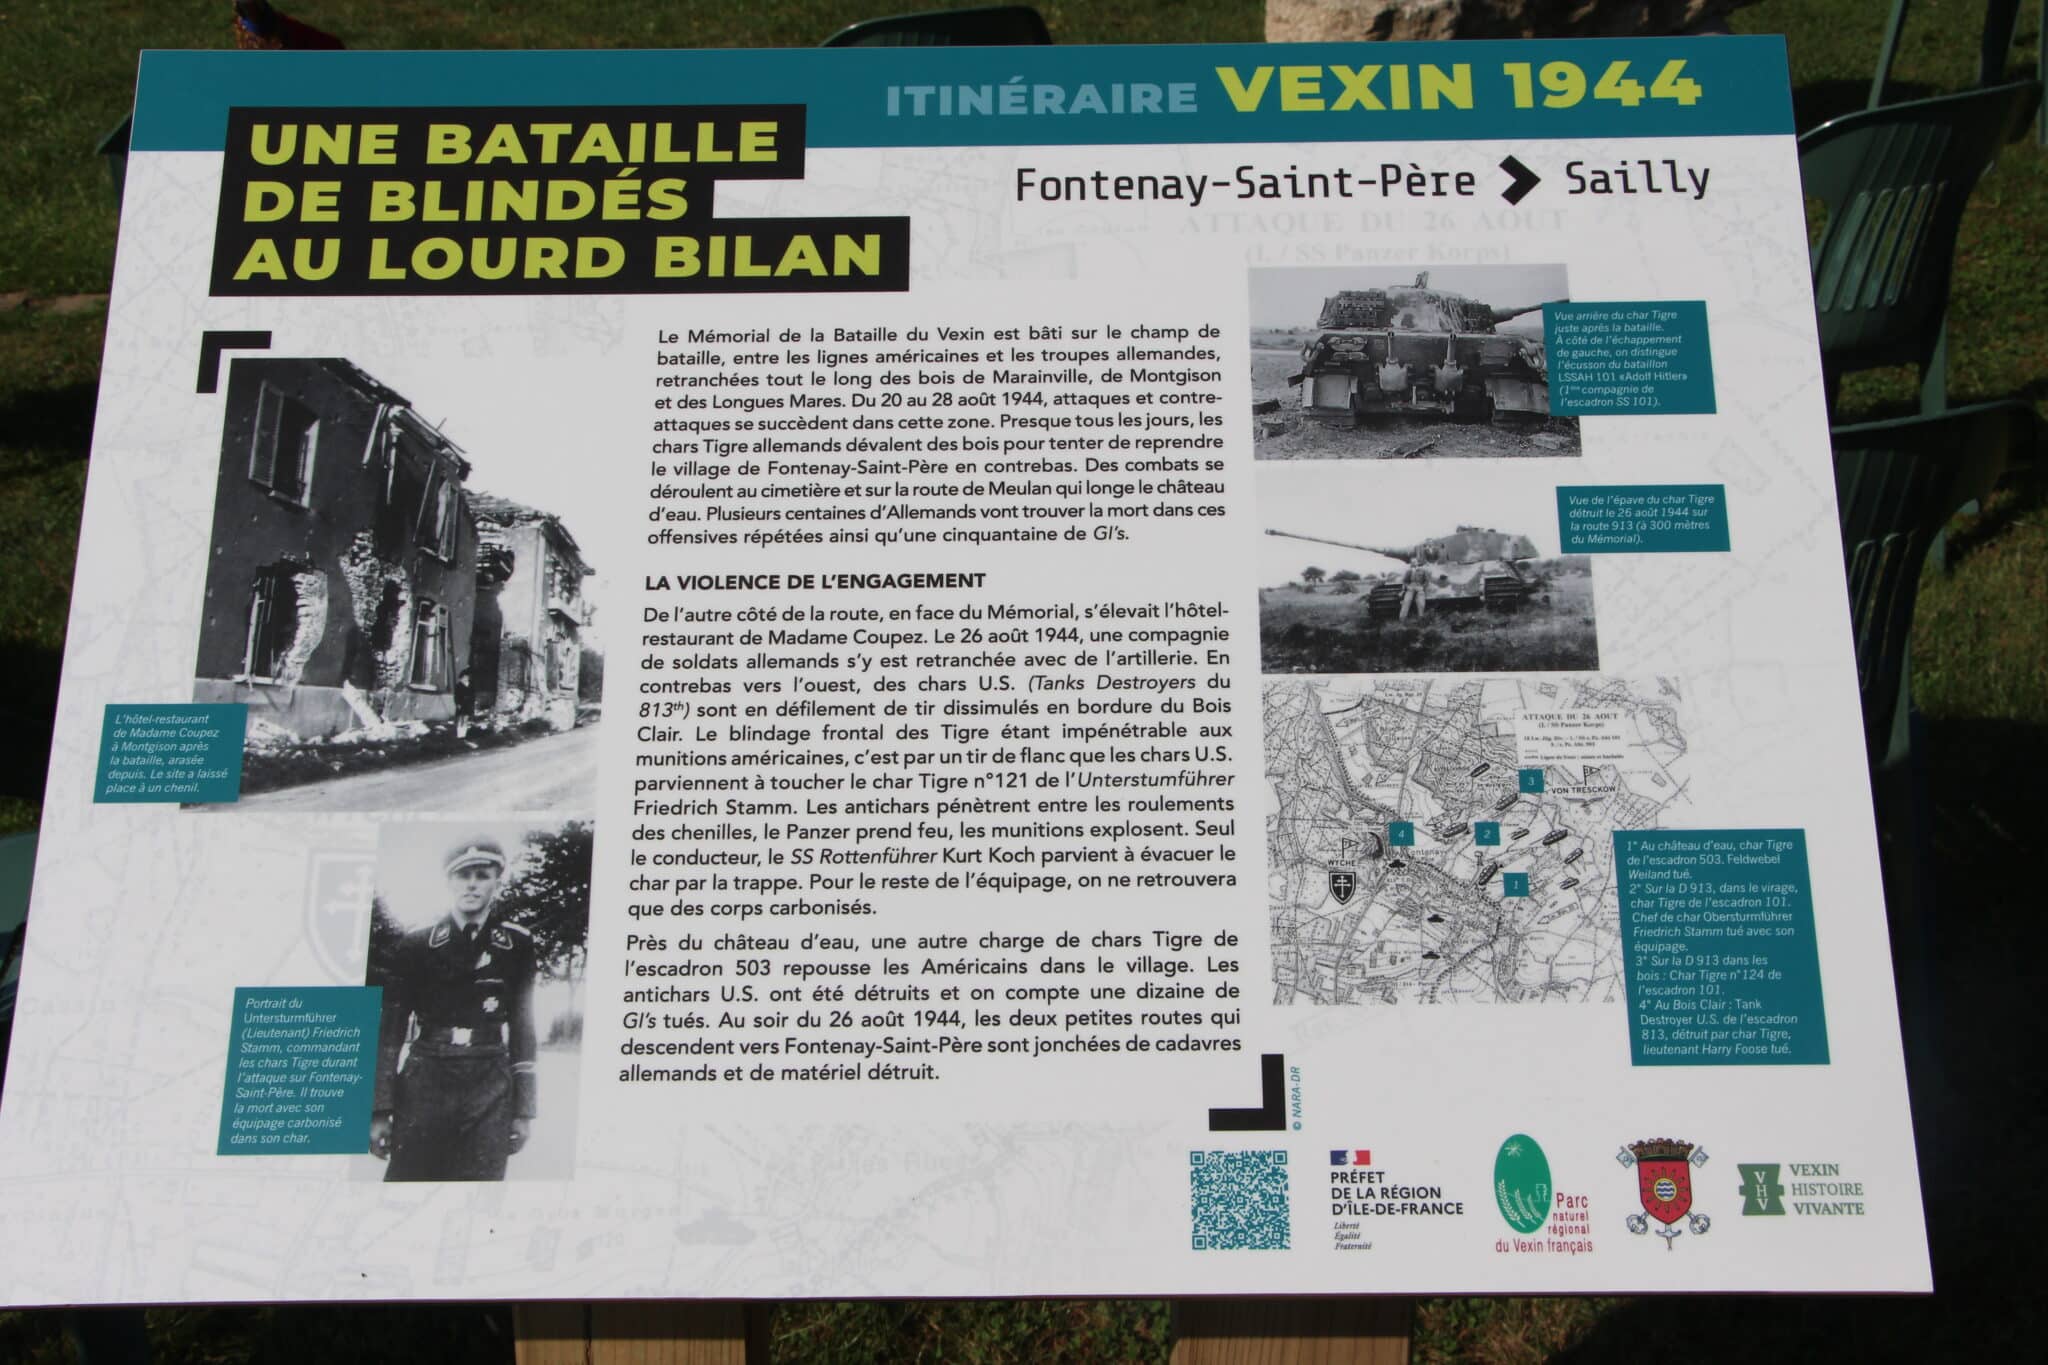 ITINÉRAIRE VEXIN 1944
UNE BATAILLE
DE BLINDÉS
AU LOURD BILAN
Fontenay-Saint-Père > Sailly
ATTAQUE DU 26 AOUT
(I. / SS Panzer Korps)
Le Mémorial de la Bataille du Vexin est bâti sur le champ de
bataille, entre les lignes américaines et les troupes allemandes,
retranchées tout le long des bois de Marainville, de Montgison
et des Longues Mares. Du 20 au 28 août 1944, attaques et contre-
attaques se succèdent dans cette zone. Presque tous les jours, les
chars Tigre allemands dévalent des bois pour tenter de reprendre
le village de Fontenay-Saint-Père en contrebas. Des combats se
déroulent au cimetière et sur la route de Meulan qui longe le château
d'eau. Plusieurs centaines d'Allemands vont trouver la mort dans ces
offensives répétées ainsi qu'une cinquantaine de GI's.
LA VIOLENCE DE L'ENGAGEMENT
De l'autre côté de la route, en face du Mémorial, s'élevait l'hôtel-
restaurant de Madame Coupez. Le 26 août 1944, une compagnie
de soldats allemands s'y est retranchée avec de l'artillerie. En
contrebas vers l'ouest, des chars U.S. (Tanks Destroyers du
813th) sont en défilement de tir dissimulés en bordure du Bois
Clair. Le blindage frontal des Tigre étant impénétrable aux
munitions américaines, c'est par un tir de flanc que les chars U.S.
parviennent à toucher le char Tigre n°121 de l'Unterstumführer
Friedrich Stamm. Les antichars pénètrent entre les roulements
des chenilles, le Panzer prend feu, les munitions explosent. Seul
le conducteur, le SS Rottenführer Kurt Koch parvient à évacuer le
char par la trappe. Pour le reste de l'équipage, on ne retrouvera
que des corps carbonisés.
Près du château d'eau, une autre charge de chars Tigre de
l'escadron 503 repousse les Américains dans le village. Les
antichars U.S. ont été détruits et on compte une dizaine de
GI's tués. Au soir du 26 août 1944, les deux petites routes qui
descendent vers Fontenay-Saint-Père sont jonchées de cadavres
allemands et de matériel détruit.
L'hôtel-restaurant
de Madame Coupez
à Montgison après
la bataille, arasée
depuis. Le site a laissé
place à un chenil.
Portrait du
Untersturmführer
(Lieutenant) Friedrich
Stamm, commandant
les chars Tigre durant
l'attaque sur Fontenay-
Saint-Père. Il trouve
la mort avec son
équipage carbonisé
dans son char.
Vue arrière du char Tigre
juste après la bataille.
À côté de l'échappement
de gauche, on distingue
l'écusson du bataillon
LSSAH 101 «Adolf Hitler»
(1ère compagnie de
l'escadron SS 101).
Vue de l'épave du char Tigre
détruit le 26 août 1944 sur
la route 913 (à 300 mètres
du Mémorial).
ATTAQUE DU 26 AOUT
(I. / SS Panzer Korps)
3
VON TRESCKOW
4
2
WYCHE
1
1° Au château d'eau, char Tigre
de l'escadron 503. Feldwebel
Weiland tué.
2° Sur la D 913, dans le virage,
char Tigre de l'escadron 101.
Chef de char Obersturmführer
Friedrich Stamm tué avec son
équipage.
3° Sur la D 913 dans les
bois : Char Tigre n°124 de
l'escadron 101.
4° Au Bois Clair : Tank
Destroyer U.S. de l'escadron
813, détruit par char Tigre,
lieutenant Harry Foose tué.
© NARA-DR
PRÉFET
DE LA RÉGION
D'ÎLE-DE-FRANCE
Liberté
Égalité
Fraternité
Parc
naturel
régional
du Vexin français
VHV
VEXIN
HISTOIRE
VIVANTE